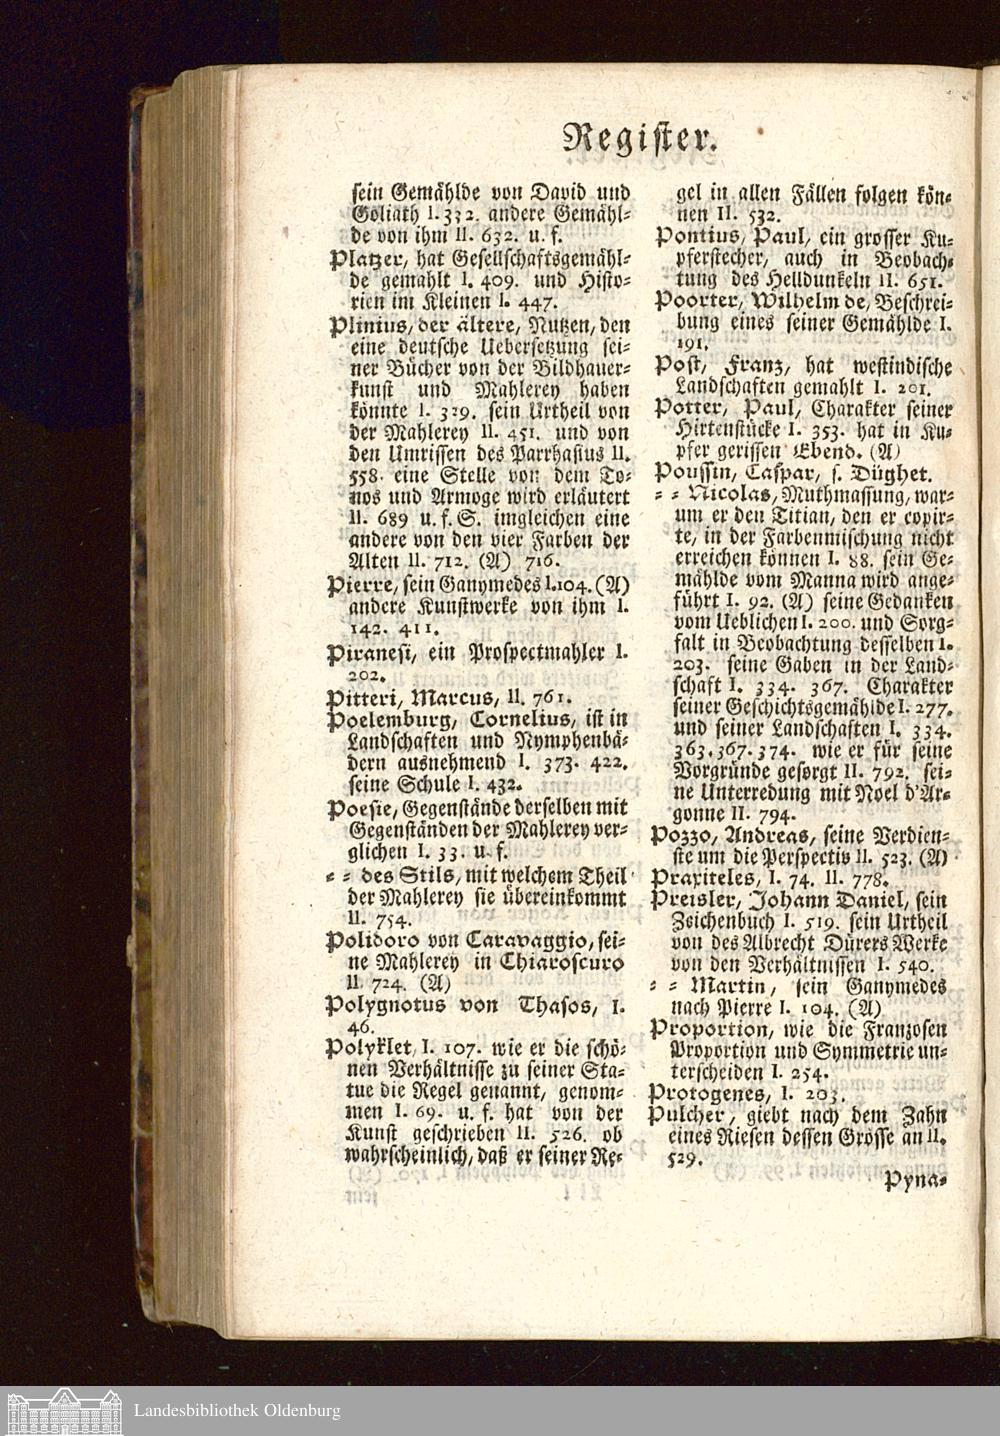 Register.
sein Gemählde von David und
Goliath I. 332. andere Gemähl-
de von ihm II. 632. u. f.
Platzer, hat Gesellschaftsgemähl-
de gemahlt I. 409. und Histo-
rien im Kleinen I. 447.
Plinius, der ältere, Nutzen, den
eine deutsche Uebersetzung sei-
ner Bücher von der Bildhauer-
kunst und Mahlerey haben
könnte I. 329. sein Urtheil von
der Mahlerey II. 451. und von
den Umrissen des Parrhasius II.
558. eine Stelle von dem To-
nos und Armoge wird erläutert
II. 689 u. f. S. imgleichen eine
andere von den vier Farben der
Alten II. 712. (A) 716.
Pierre, sein Ganymedes I. 104. (A)
andere Kunstwerke von ihm I.
142. 411.
Piranesi, ein Prospectmahler I.
202.
Pitteri, Marcus, II. 761.
Poelemburg, Cornelius, ist in
Landschaften und Nymphenbä-
dern ausnehmend I. 373. 422.
seine Schule I. 432.
Poesie, Gegenstände derselben mit
Gegenständen der Mahlerey ver-
glichen I. 33. u. f.
- - des Stils, mit welchem Theil
der Mahlerey sie übereinkommt
II. 754.
Polidoro von Caravaggio, sei-
ne Mahlerey in Chiaroscuro
II. 724. (A)
Polygnotus von Thasos, I.
46.
Polyklet, I. 107. wie er die schö-
nen Verhältnisse zu seiner Sta-
tue die Regel genannt, genom-
men I. 69. u. f. hat von der
Kunst geschrieben II. 526. ob
wahrscheinlich, daß er seiner Re-
gel in allen Fällen folgen kön-
nen II. 532.
Pontius, Paul, ein grosser Ku-
pferstecher, auch in Beobach-
tung des Helldunkeln II. 651.
Poorter, Wilhelm de, Beschrei-
bung eines seiner Gemählde I.
191.
Post, Franz, hat westindische
Landschaften gemahlt I. 201.
Potter, Paul, Charakter seiner
Hirtenstücke I. 353. hat in Ku-
pfer gerissen Ebend. (A)
Poussin, Caspar, s. Düghet.
- - Nicolas, Muthmassung, war-
um er den Titian, den er copir-
te, in der Farbenmischung nicht
erreichen können I. 88. sein Ge-
mählde vom Manna wird ange-
führt I. 92. (A) seine Gedanken
vom Ueblichen I. 200. und Sorg-
falt in Beobachtung desselben I.
203. seine Gaben in der Land-
schaft I. 334. 367. Charakter
seiner Geschichtsgemählde I. 277.
und seiner Landschaften I. 334.
363. 367. 374. wie er für seine
Vorgründe gesorgt II. 792. sei-
ne Unterredung mit Noel d'Ar-
gonne II. 794.
Pozzo, Andreas, seine Verdien-
ste um die Perspectiv II. 523. (A)
Praxiteles, I. 74. II. 778.
Preisler, Johann Daniel, sein
Zeichenbuch I. 519. sein Urtheil
von des Albrecht Dürers Werke
von den Verhältnissen I. 540.
- - Martin, sein Ganymedes
nach Pierre I. 104. (A)
Proportion, wie die Franzosen
Proportion und Symmetrie un-
terscheiden I. 254.
Protogenes, I. 203.
Pulcher, giebt nach dem Zahn
eines Riesen dessen Grösse an II.
529.
Pyna-
Landesbibliothek Oldenburg